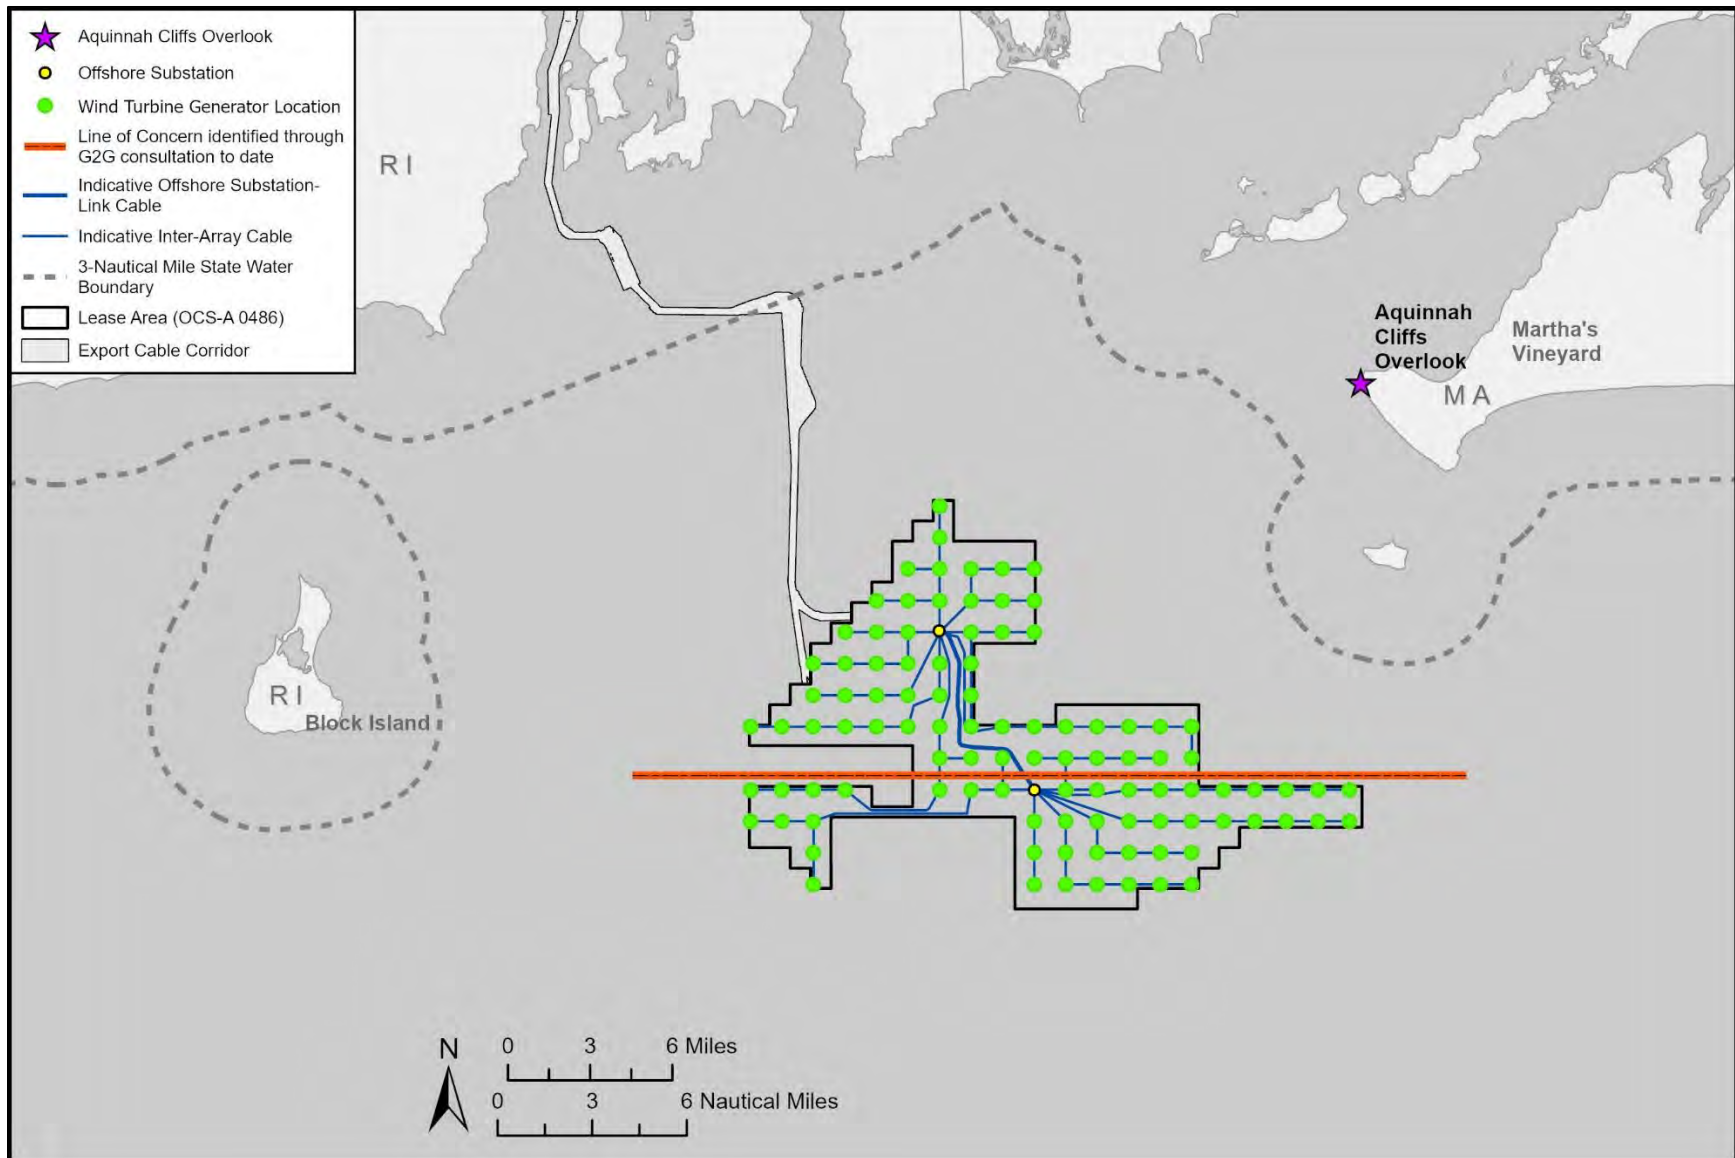 Aquinnah Cliffs Overlook
Offshore Substation
Wind Turbine Generator Location
Line of Concern identified through
G2G consultation to date
Indicative Offshore Substation-
Link Cable
Indicative Inter-Array Cable
3-Nautical Mile State Water
Boundary
Lease Area (OCS-A 0486)
Export Cable Corridor
RI
Aquinnah
Cliffs
Overlook
Martha's
Vineyard
MA
RI
Block Island
N
0 3 6 Miles
0 3 6 Nautical Miles